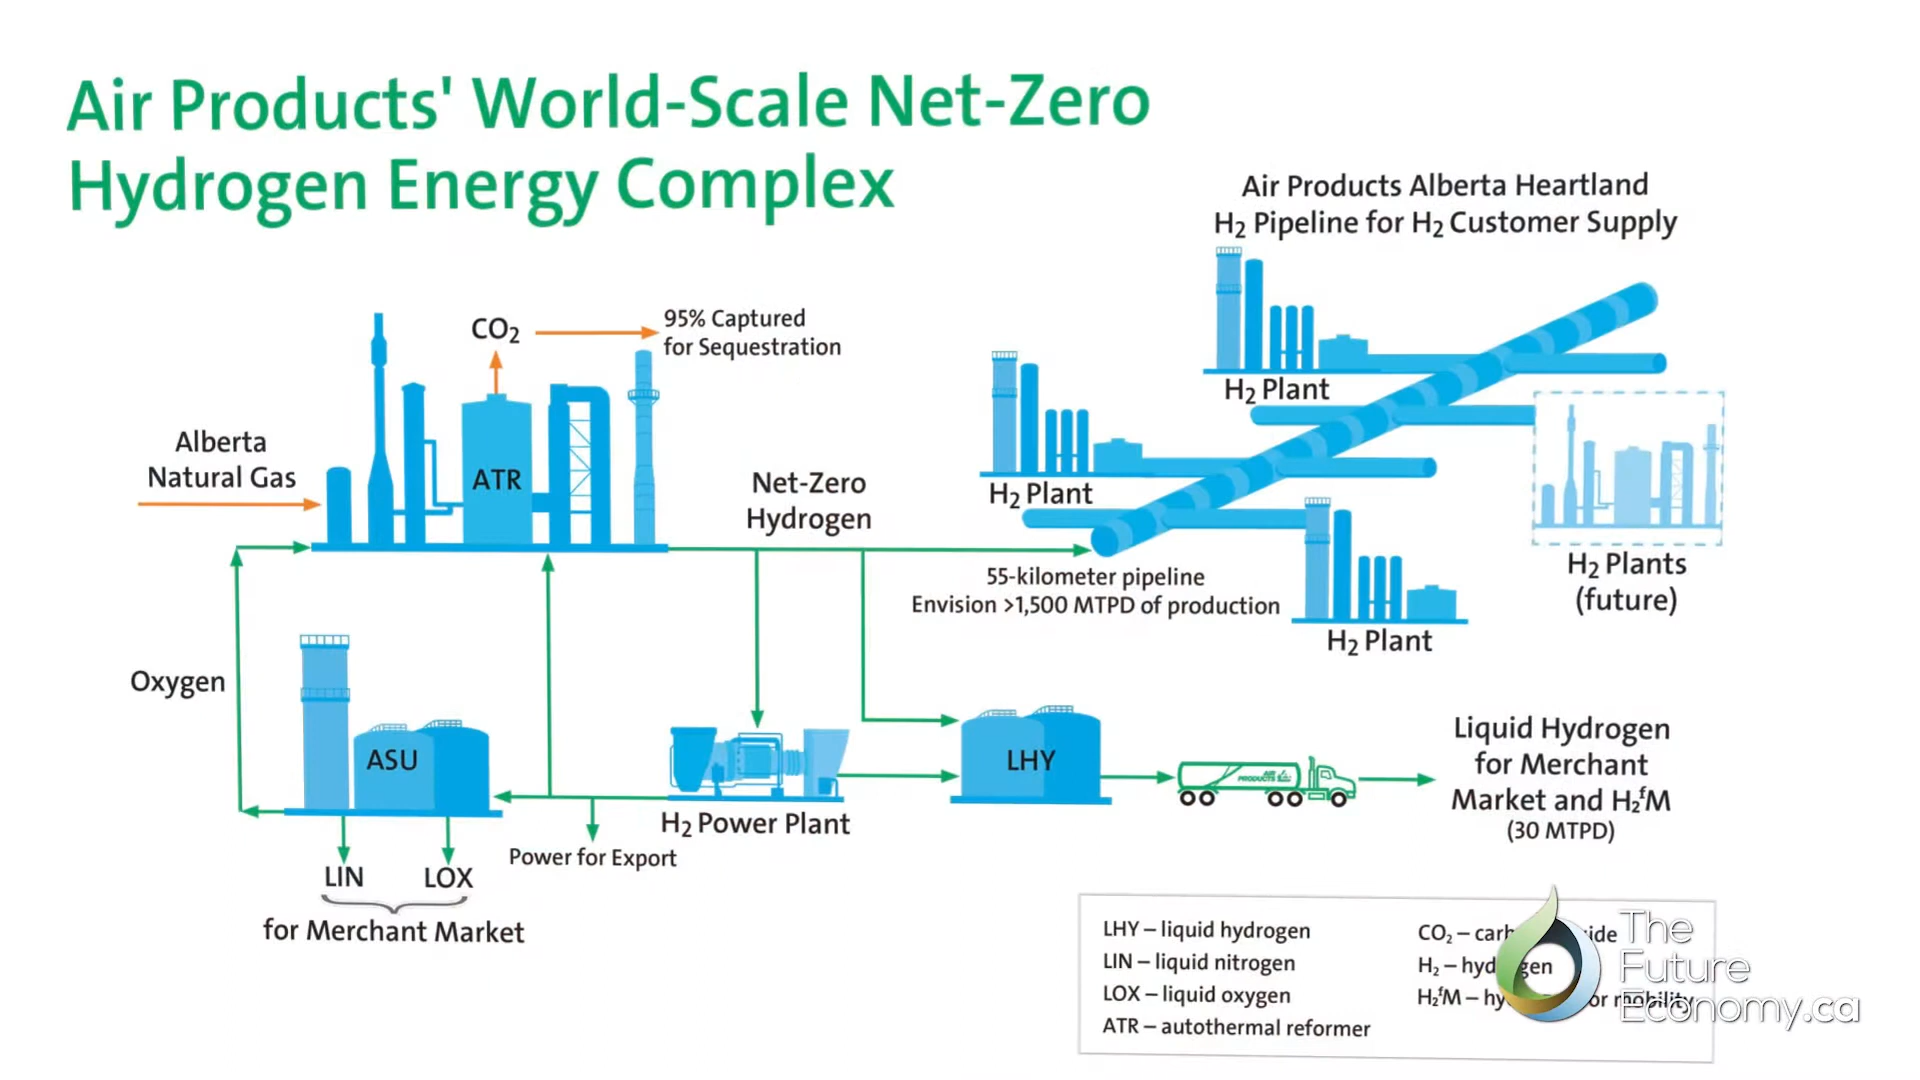 Air Products' World-Scale Net-Zero
Hydrogen Energy Complex
Air Products Alberta Heartland
H₂ Pipeline for H₂ Customer Supply
CO₂
95% Captured
for Sequestration
Alberta
Natural Gas
ATR
Net-Zero
Hydrogen
H₂ Plant
H₂ Plant
55-kilometer pipeline
Envision >1,500 MTPD of production
H₂ Plant
H₂ Plants
(future)
Oxygen
ASU
LHY
AIR
PRODUCTS
Liquid Hydrogen
for Merchant
Market and H₂fM
(30 MTPD)
H₂ Power Plant
Power for Export
LIN
LOX
for Merchant Market
LHY – liquid hydrogen
LIN – liquid nitrogen
LOX – liquid oxygen
ATR – autothermal reformer
CO₂ –
H₂ –
H₂fM – mobility
The
Future
Economy.ca